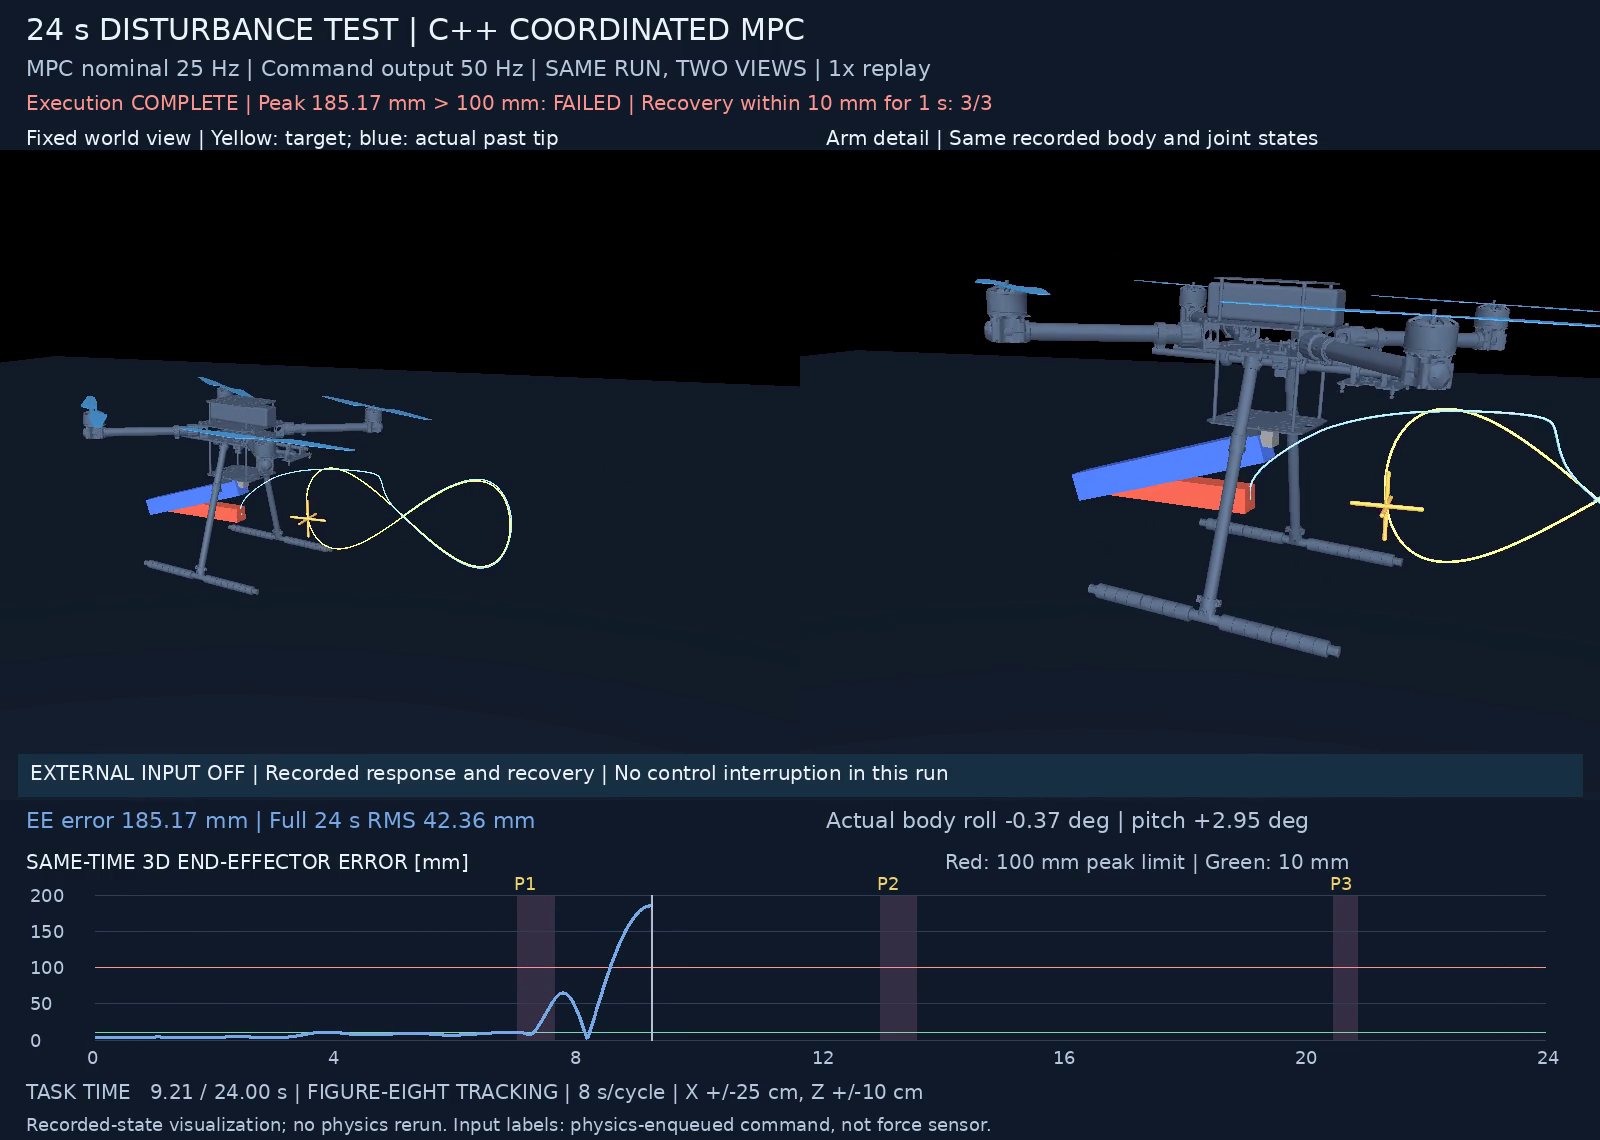 24 s DISTURBANCE TEST | C++ COORDINATED MPC
MPC nominal 25 Hz | Command output 50 Hz | SAME RUN, TWO VIEWS | 1x replay
Execution COMPLETE | Peak 185.17 mm > 100 mm: FAILED | Recovery within 10 mm for 1 s: 3/3
Fixed world view | Yellow: target; blue: actual past tip
Arm detail | Same recorded body and joint states
EXTERNAL INPUT OFF | Recorded response and recovery | No control interruption in this run
EE error 185.17 mm | Full 24 s RMS 42.36 mm
Actual body roll -0.37 deg | pitch +2.95 deg
SAME-TIME 3D END-EFFECTOR ERROR [mm]
Red: 100 mm peak limit | Green: 10 mm
P1 P2 P3
200
150
100
50
0
0 4 8 12 16 20 24
TASK TIME 9.21 / 24.00 s | FIGURE-EIGHT TRACKING | 8 s/cycle | X +/-25 cm, Z +/-10 cm
Recorded-state visualization; no physics rerun. Input labels: physics-enqueued command, not force sensor.